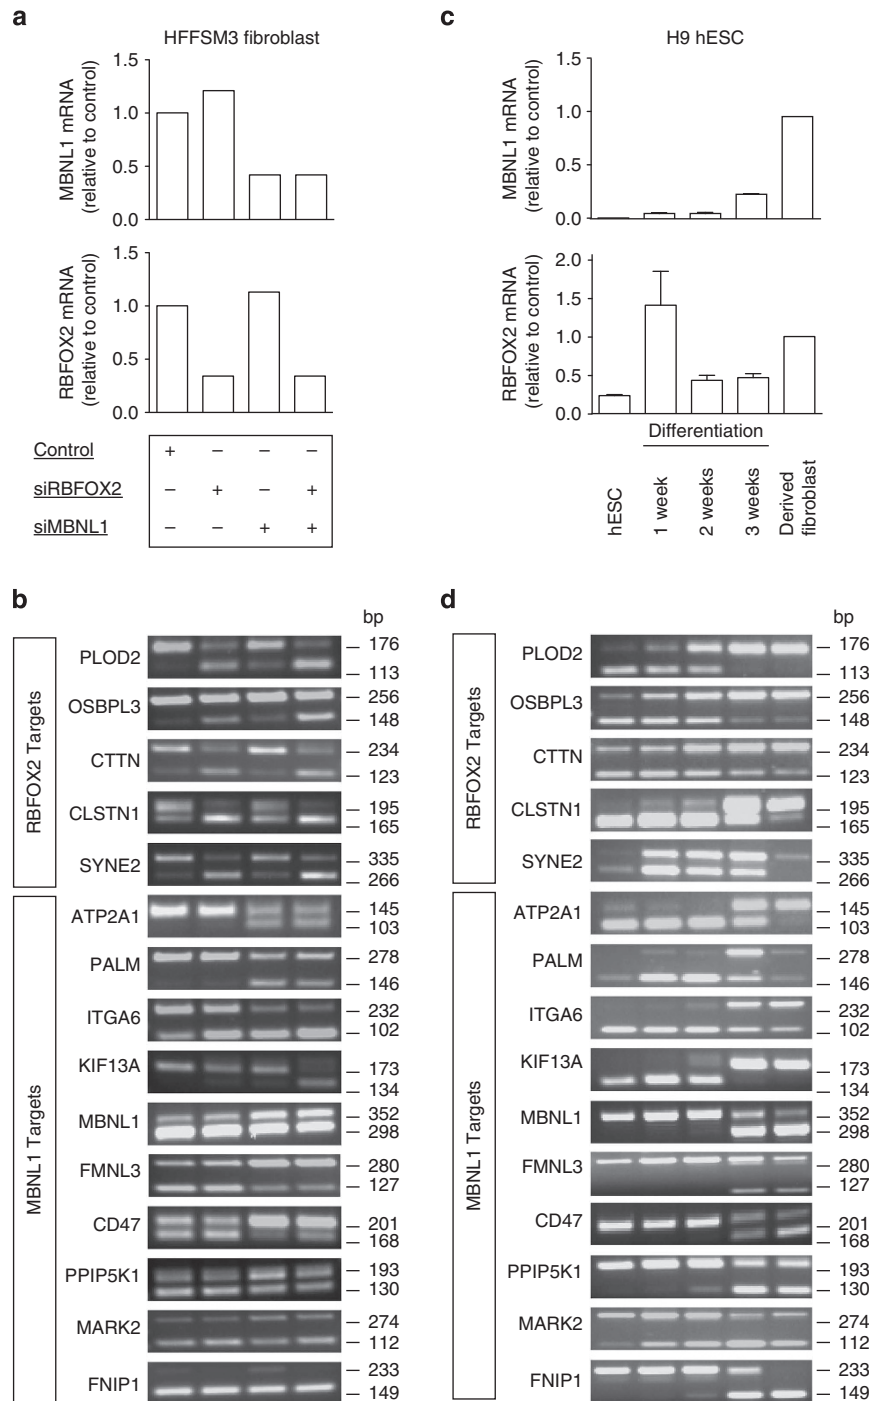 a
HFFSM3 fibroblast
MBNL1 mRNA
(relative to control)
1.5
1.0
0.5
0.0
RBFOX2 mRNA
(relative to control)
1.5
1.0
0.5
0.0
Control + – – –
siRBFOX2 – + – +
siMBNL1 – – + +
c
H9 hESC
MBNL1 mRNA
(relative to control)
1.5
1.0
0.5
0.0
RBFOX2 mRNA
(relative to control)
2.0
1.5
1.0
0.5
0.0
Differentiation
hESC
1 week
2 weeks
3 weeks
Derived
fibroblast
b
bp
RBFOX2 Targets
PLOD2 – 176
– 113
OSBPL3 – 256
– 148
CTTN – 234
– 123
CLSTN1 – 195
– 165
SYNE2 – 335
– 266
MBNL1 Targets
ATP2A1 – 145
– 103
PALM – 278
– 146
ITGA6 – 232
– 102
KIF13A – 173
– 134
MBNL1 – 352
– 298
FMNL3 – 280
– 127
CD47 – 201
– 168
PPIP5K1 – 193
– 130
MARK2 – 274
– 112
FNIP1 – 233
– 149
d
bp
RBFOX2 Targets
PLOD2 – 176
– 113
OSBPL3 – 256
– 148
CTTN – 234
– 123
CLSTN1 – 195
– 165
SYNE2 – 335
– 266
MBNL1 Targets
ATP2A1 – 145
– 103
PALM – 278
– 146
ITGA6 – 232
– 102
KIF13A – 173
– 134
MBNL1 – 352
– 298
FMNL3 – 280
– 127
CD47 – 201
– 168
PPIP5K1 – 193
– 130
MARK2 – 274
– 112
FNIP1 – 233
– 149